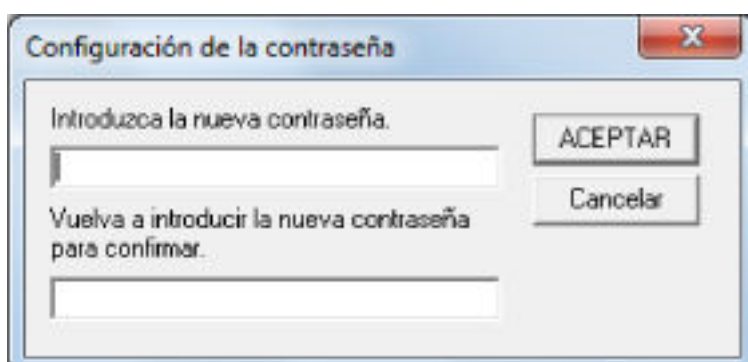 Configuración de la contraseña
Introduzca la nueva contraseña.
ACEPTAR
Cancelar
Vuelva a introducir la nueva contraseña
para confirmar.